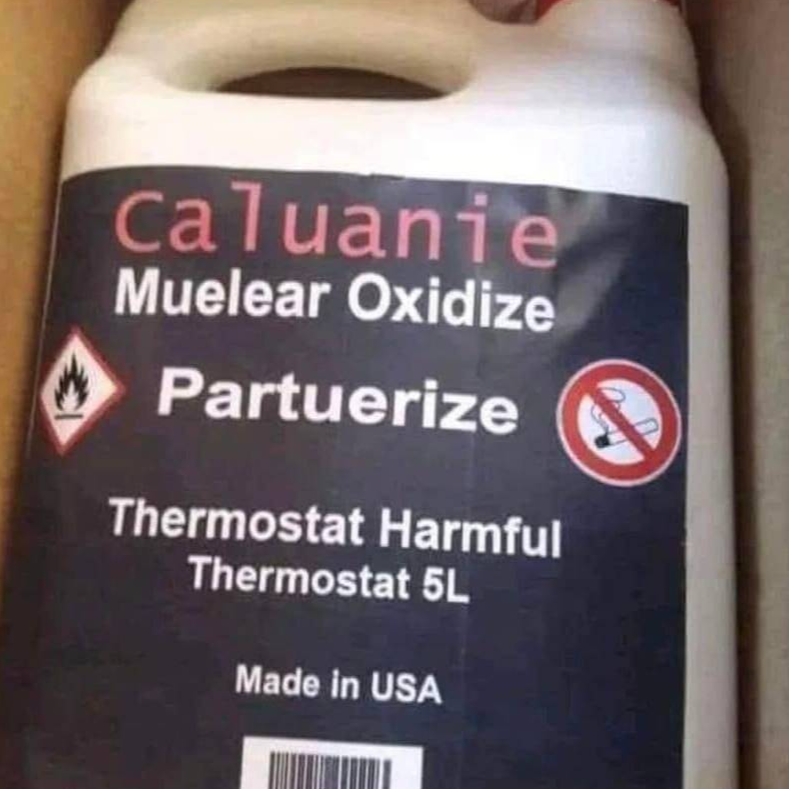 Caluanie
Muelear Oxidize
Partuerize
Thermostat Harmful
Thermostat 5L
Made in USA